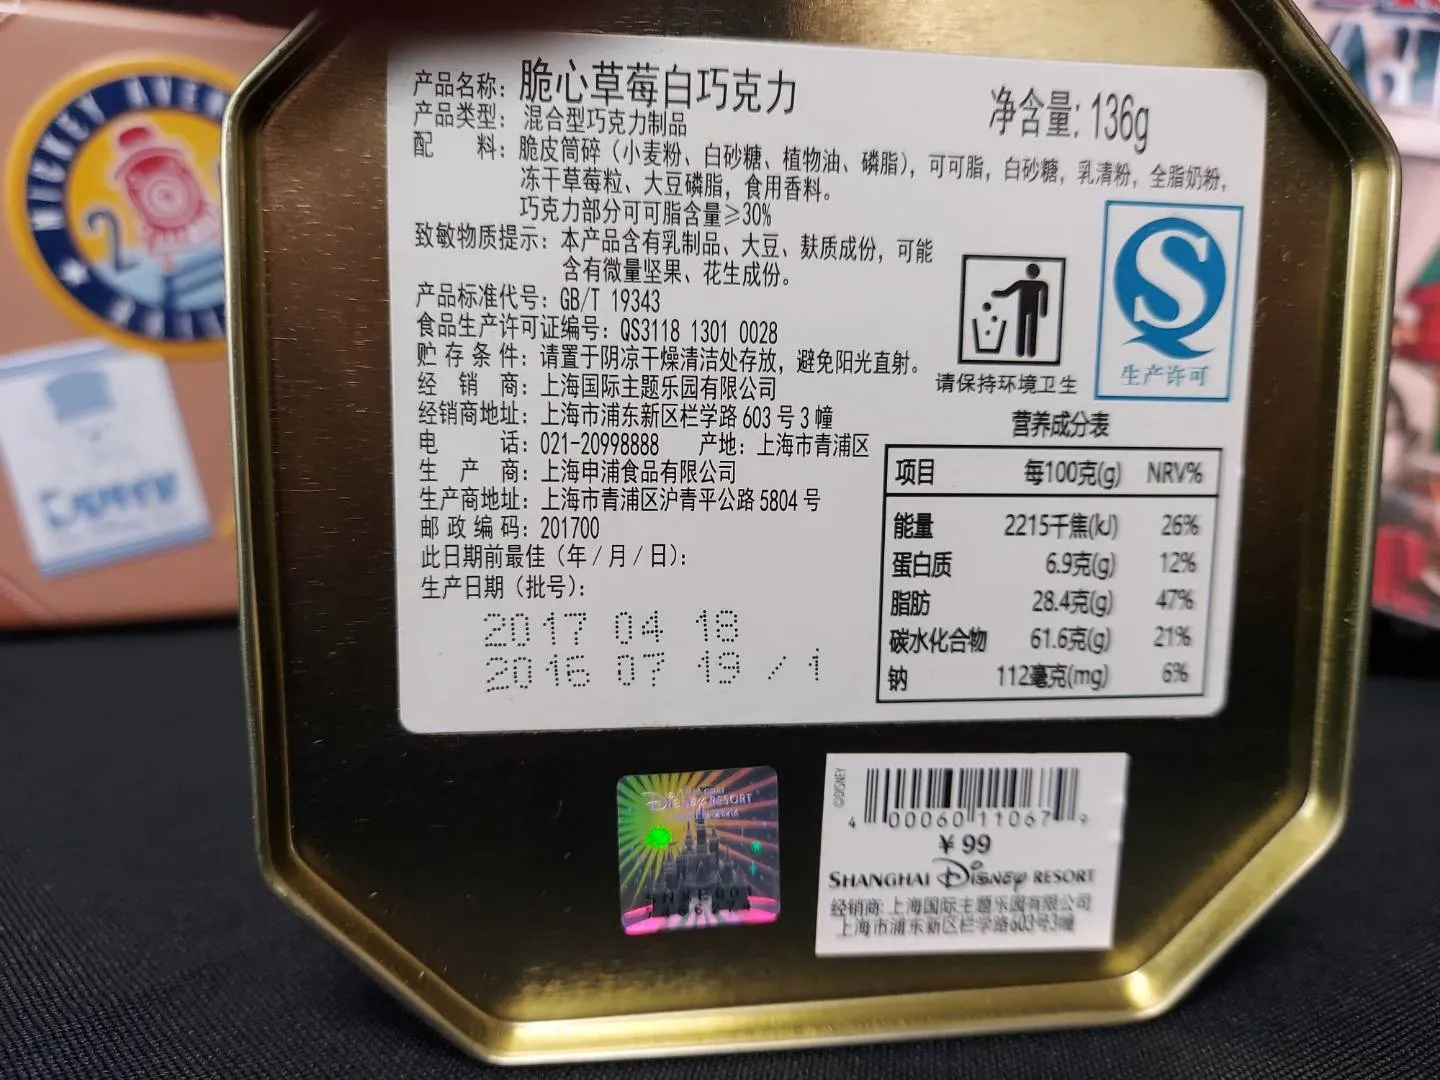 MICKEY AVEN
产品名称：脆心草莓白巧克力
净含量: 136g
产品类型：混合型巧克力制品
配料：脆皮筒碎（小麦粉、白砂糖、植物油、磷脂），可可脂，白砂糖，乳清粉，全脂奶粉，
冻干草莓粒、大豆磷脂，食用香料。
巧克力部分可可脂含量≥30%
致敏物质提示：本产品含有乳制品、大豆、麸质成份，可能
含有微量坚果、花生成份。
产品标准代号：GB/T 19343
食品生产许可证编号：QS3118 1301 0028
贮存条件：请置于阴凉干燥清洁处存放，避免阳光直射。
经销商：上海国际主题乐园有限公司
经销商地址：上海市浦东新区栏学路 603 号 3 幢
电话：021-20998888 产地：上海市青浦区
生产商：上海申浦食品有限公司
生产商地址：上海市青浦区沪青平公路 5804 号
邮政编码：201700
此日期前最佳（年/月/日）：
生产日期（批号）：
2017 04 18
2016 07 19 / 1
请保持环境卫生
生产许可
营养成分表
项目 每100克(g) NRV%
能量 2215千焦(kJ) 26%
蛋白质 6.9克(g) 12%
脂肪 28.4克(g) 47%
碳水化合物 61.6克(g) 21%
钠 112毫克(mg) 6%
SHANGHAI
DISNEY RESORT
©DISNEY
4 00060 11067 9
¥ 99
SHANGHAI DISNEY RESORT
经销商: 上海国际主题乐园有限公司
上海市浦东新区栏学路603号3幢